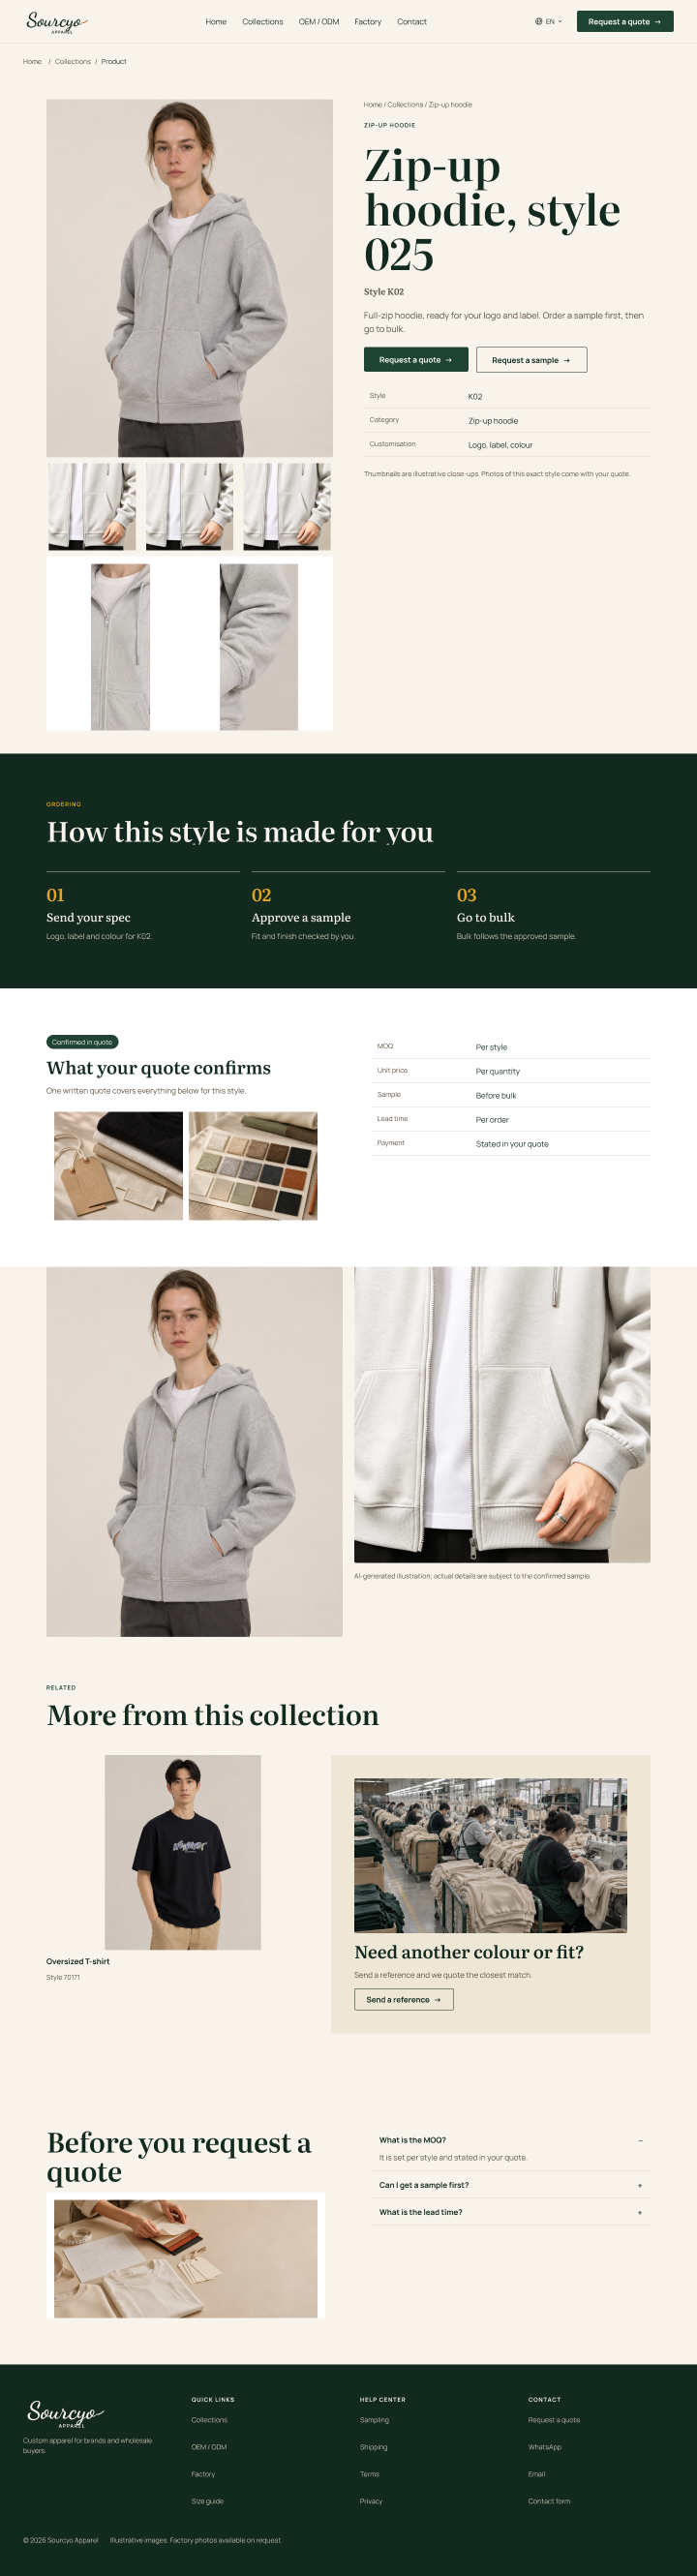 Sourcyo
APPAREL
Home
Collections
OEM / ODM
Factory
Contact
EN
Request a quote →
Home / Collections / Product
Home / Collections / Zip-up hoodie
ZIP-UP HOODIE
Zip-up
hoodie, style
025
Style K02
Full-zip hoodie, ready for your logo and label. Order a sample first, then
go to bulk.
Request a quote →
Request a sample →
Style K02
Category Zip-up hoodie
Customisation Logo, label, colour
Thumbnails are illustrative close-ups. Photos of this exact style come with your quote.
ORDERING
How this style is made for you
01
Send your spec
Logo, label and colour for K02.
02
Approve a sample
Fit and finish checked by you.
03
Go to bulk
Bulk follows the approved sample.
Confirmed in quote
What your quote confirms
One written quote covers everything below for this style.
MOQ Per style
Unit price Per quantity
Sample Before bulk
Lead time Per order
Payment Stated in your quote
AI-generated illustration; actual details are subject to the confirmed sample.
RELATED
More from this collection
Oversized T-shirt
Style 70171
Need another colour or fit?
Send a reference and we quote the closest match.
Send a reference →
Before you request a
quote
What is the MOQ? –
It is set per style and stated in your quote.
Can I get a sample first? +
What is the lead time? +
Sourcyo
APPAREL
Custom apparel for brands and wholesale
buyers.
QUICK LINKS
Collections
OEM / ODM
Factory
Size guide
HELP CENTER
Sampling
Shipping
Terms
Privacy
CONTACT
Request a quote
WhatsApp
Email
Contact form
© 2026 Sourcyo Apparel
Illustrative images. Factory photos available on request.